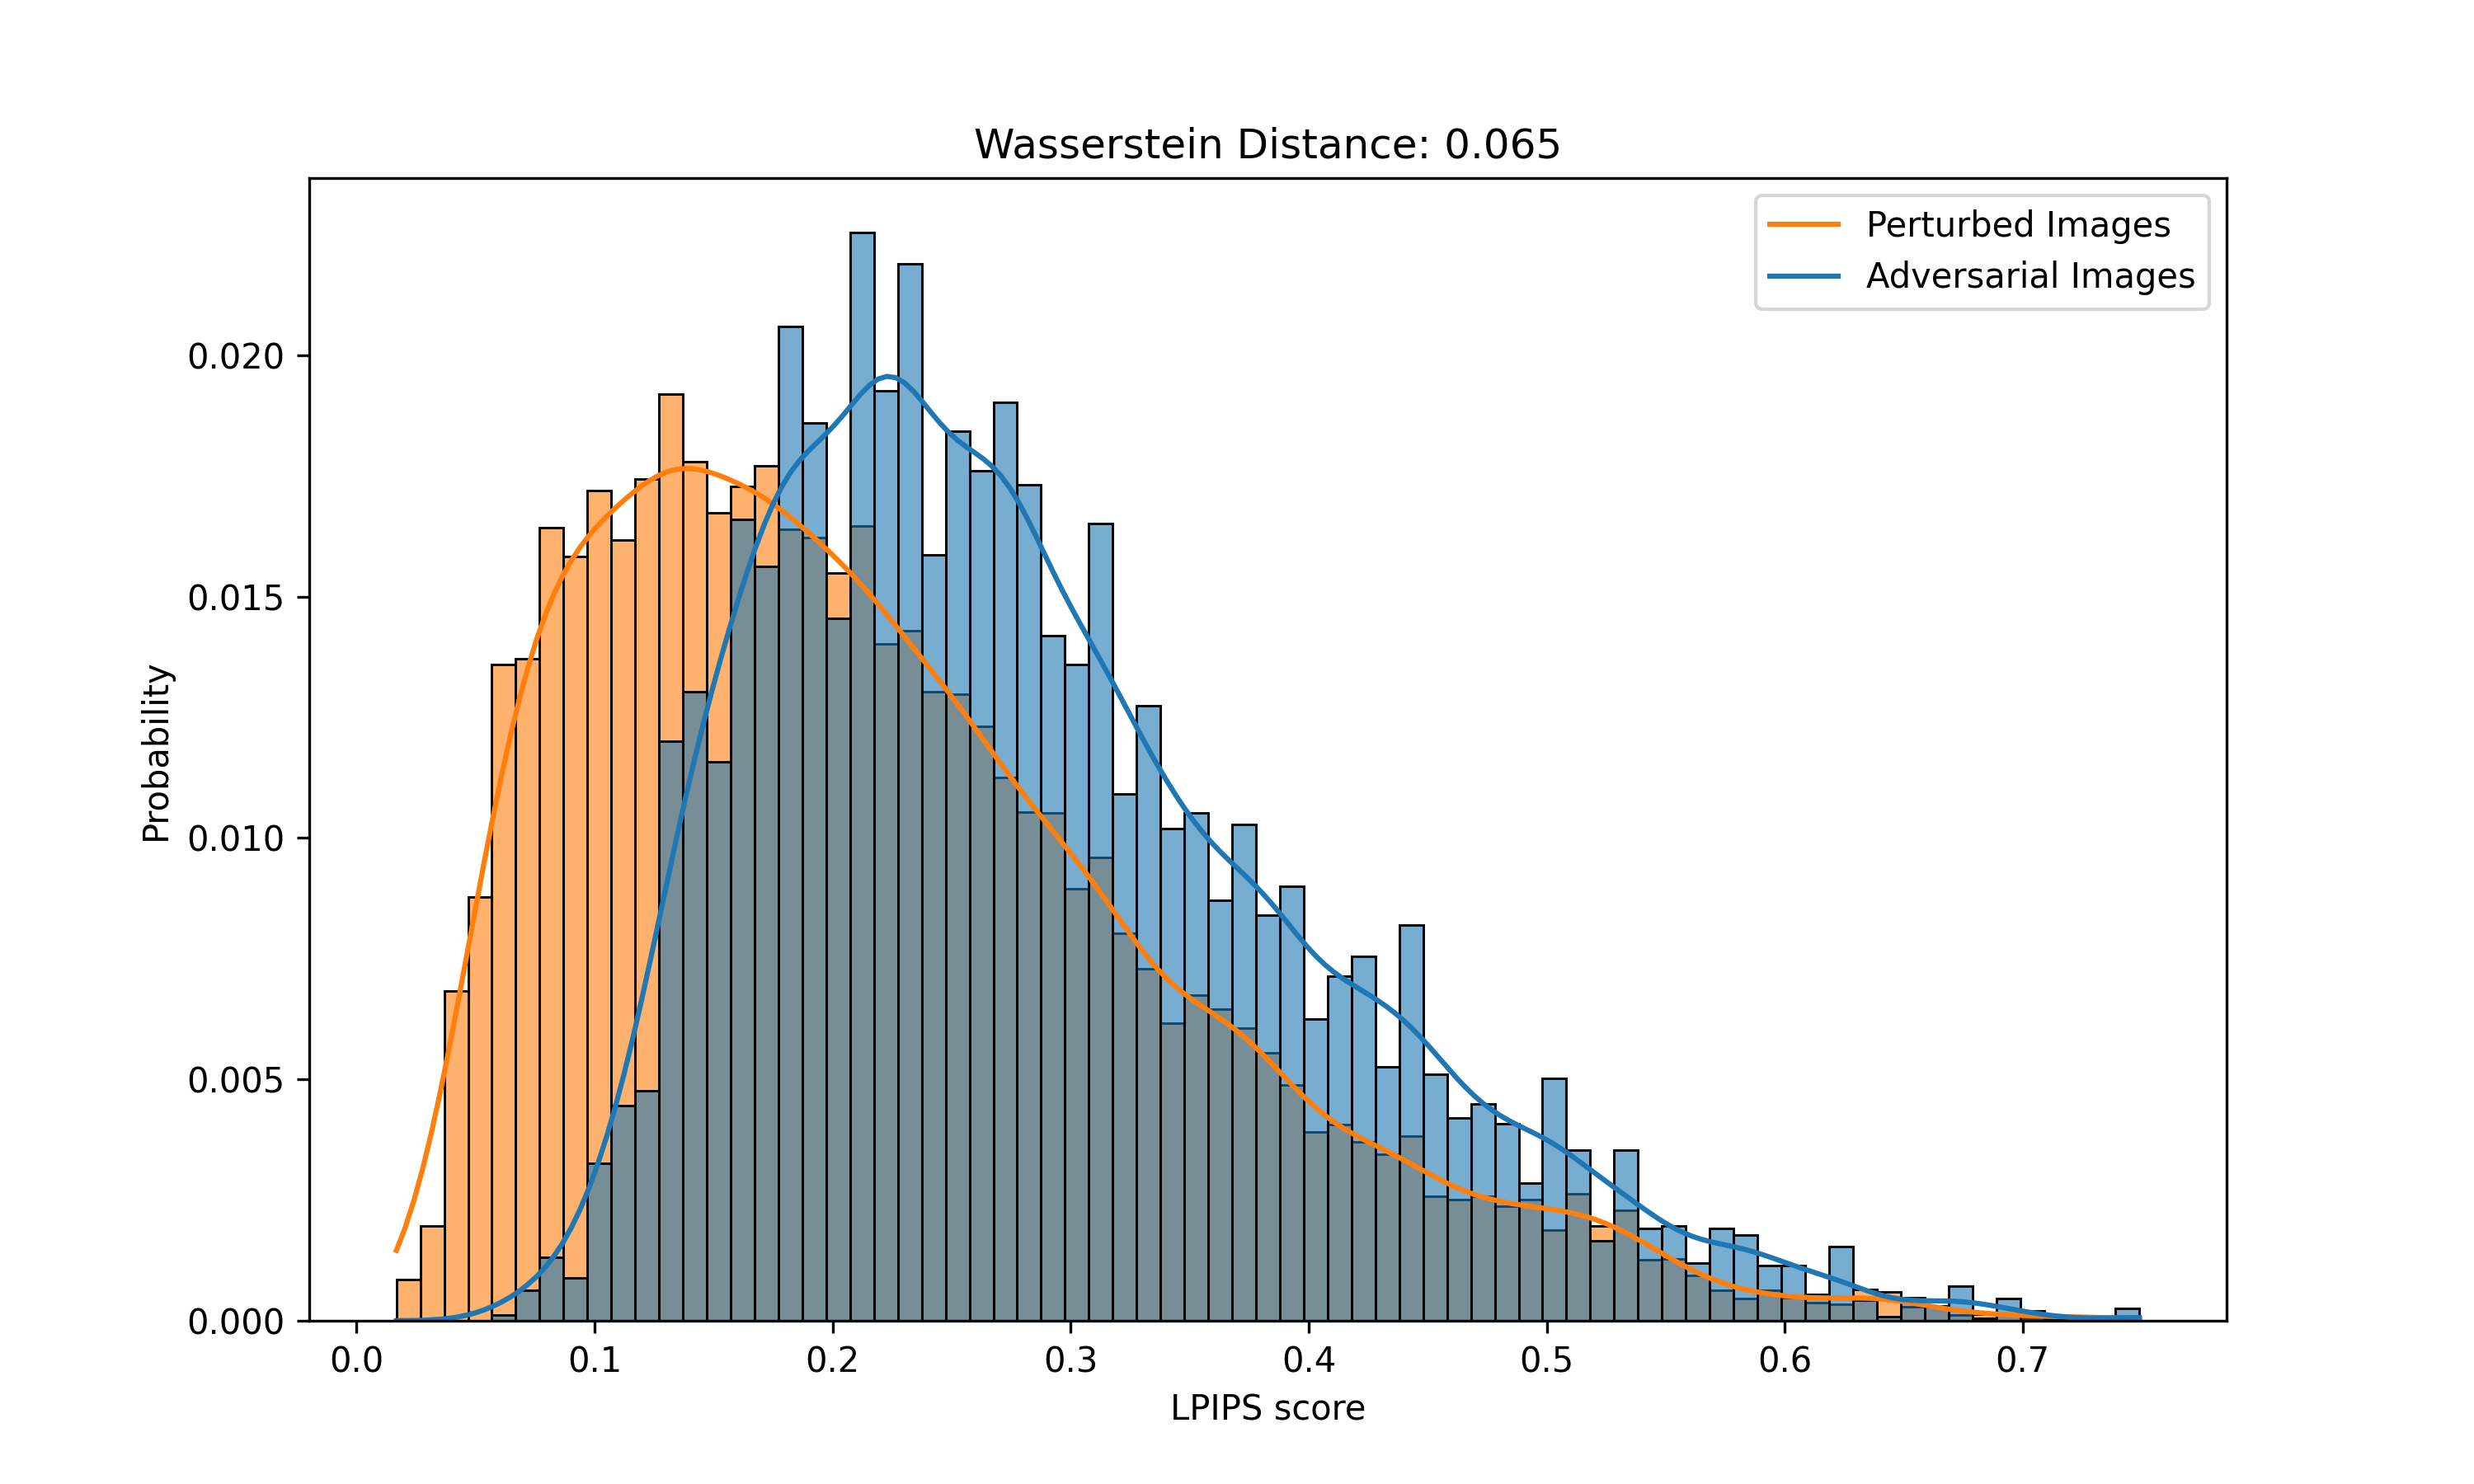 Wasserstein Distance: 0.065
Perturbed Images
Adversarial Images
Probability
0.020
0.015
0.010
0.005
0.000
0.0 0.1 0.2 0.3 0.4 0.5 0.6 0.7
LPIPS score